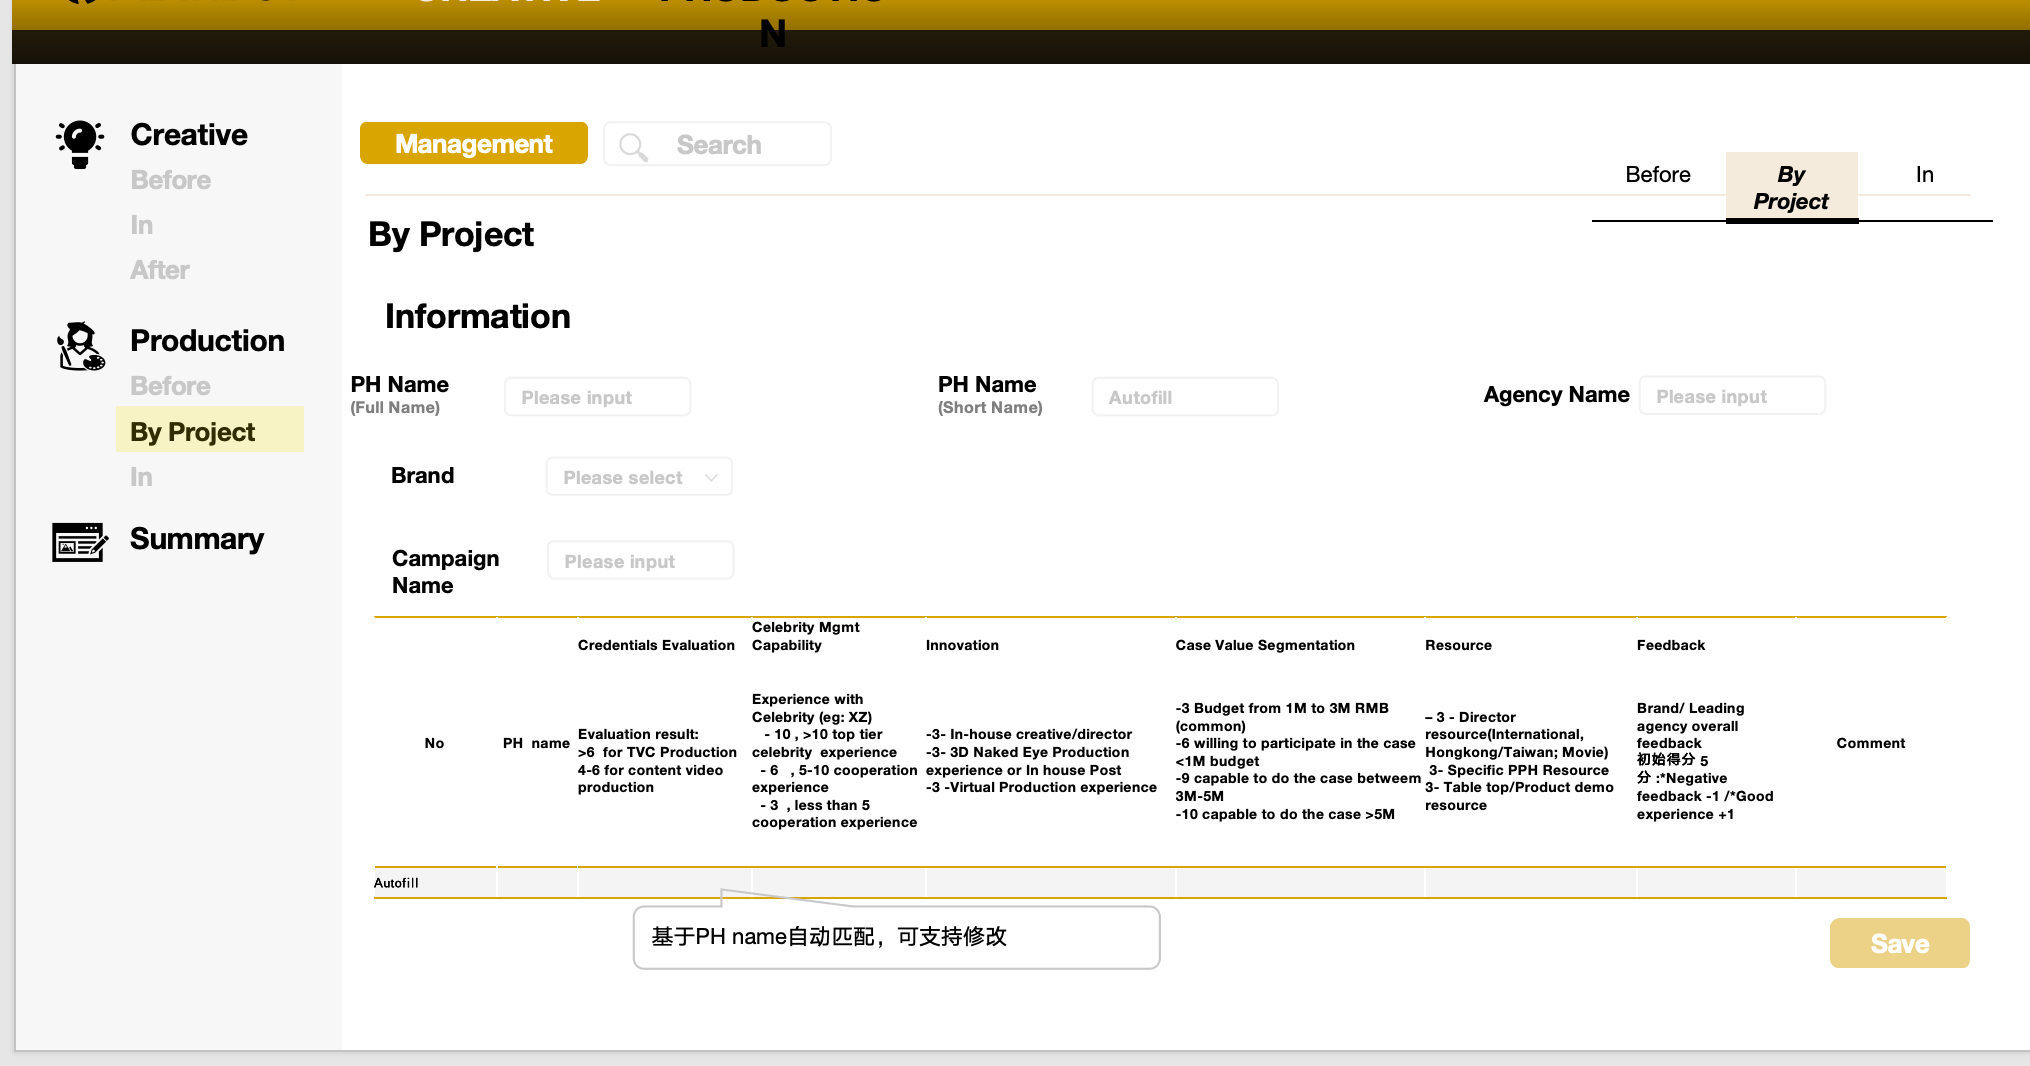 N
Creative
Before
In
After
Production
Before
By Project
In
Summary
Management
Search
Before
By
Project
In
By Project
Information
PH Name
(Full Name)
Please input
PH Name
(Short Name)
Autofill
Agency Name
Please input
Brand
Please select
Campaign
Name
Please input
No
PH name
Credentials Evaluation
Evaluation result:
>6 for TVC Production
4-6 for content video
production
Celebrity Mgmt
Capability
Experience with
Celebrity (eg: XZ)
- 10 , >10 top tier
celebrity experience
- 6 , 5-10 cooperation
experience
- 3 , less than 5
cooperation experience
Innovation
-3- In-house creative/director
-3- 3D Naked Eye Production
experience or In house Post
-3 -Virtual Production experience
Case Value Segmentation
-3 Budget from 1M to 3M RMB
(common)
-6 willing to participate in the case
<1M budget
-9 capable to do the case betweem
3M-5M
-10 capable to do the case >5M
Resource
– 3 - Director
resource(International,
Hongkong/Taiwan; Movie)
3- Specific PPH Resource
3- Table top/Product demo
resource
Feedback
Brand/ Leading
agency overall
feedback
初始得分 5
分 :*Negative
feedback -1 /*Good
experience +1
Comment
Autofill
基于PH name自动匹配，可支持修改
Save